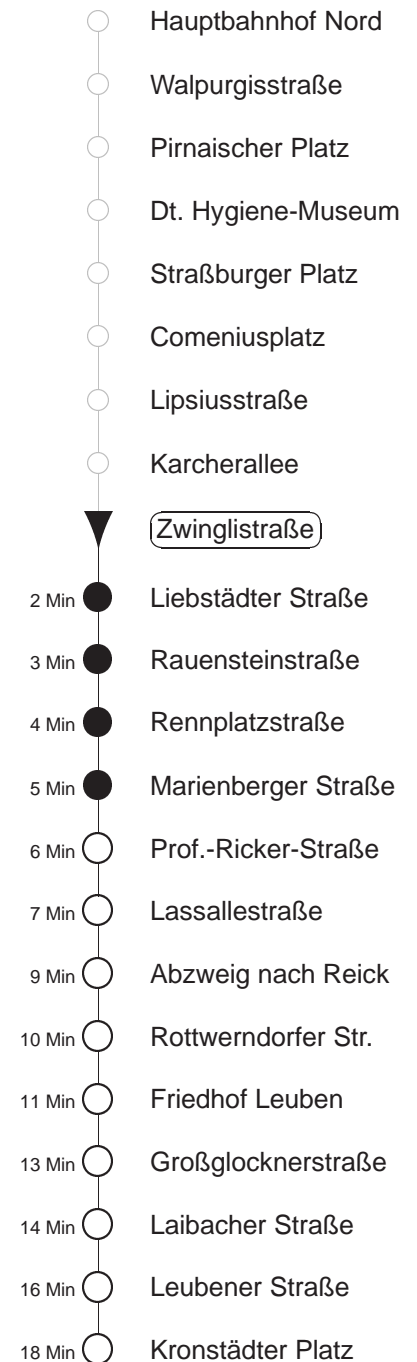 Hauptbahnhof Nord
Walpurgisstraße
Pirnaischer Platz
Dt. Hygiene-Museum
Straßburger Platz
Comeniusplatz
Lipsiusstraße
Karcherallee
Zwinglistraße
2 Min Liebstädter Straße
3 Min Rauensteinstraße
4 Min Rennplatzstraße
5 Min Marienberger Straße
6 Min Prof.-Ricker-Straße
7 Min Lassallestraße
9 Min Abzweig nach Reick
10 Min Rottwerndorfer Str.
11 Min Friedhof Leuben
13 Min Großglocknerstraße
14 Min Laibacher Straße
16 Min Leubener Straße
18 Min Kronstädter Platz